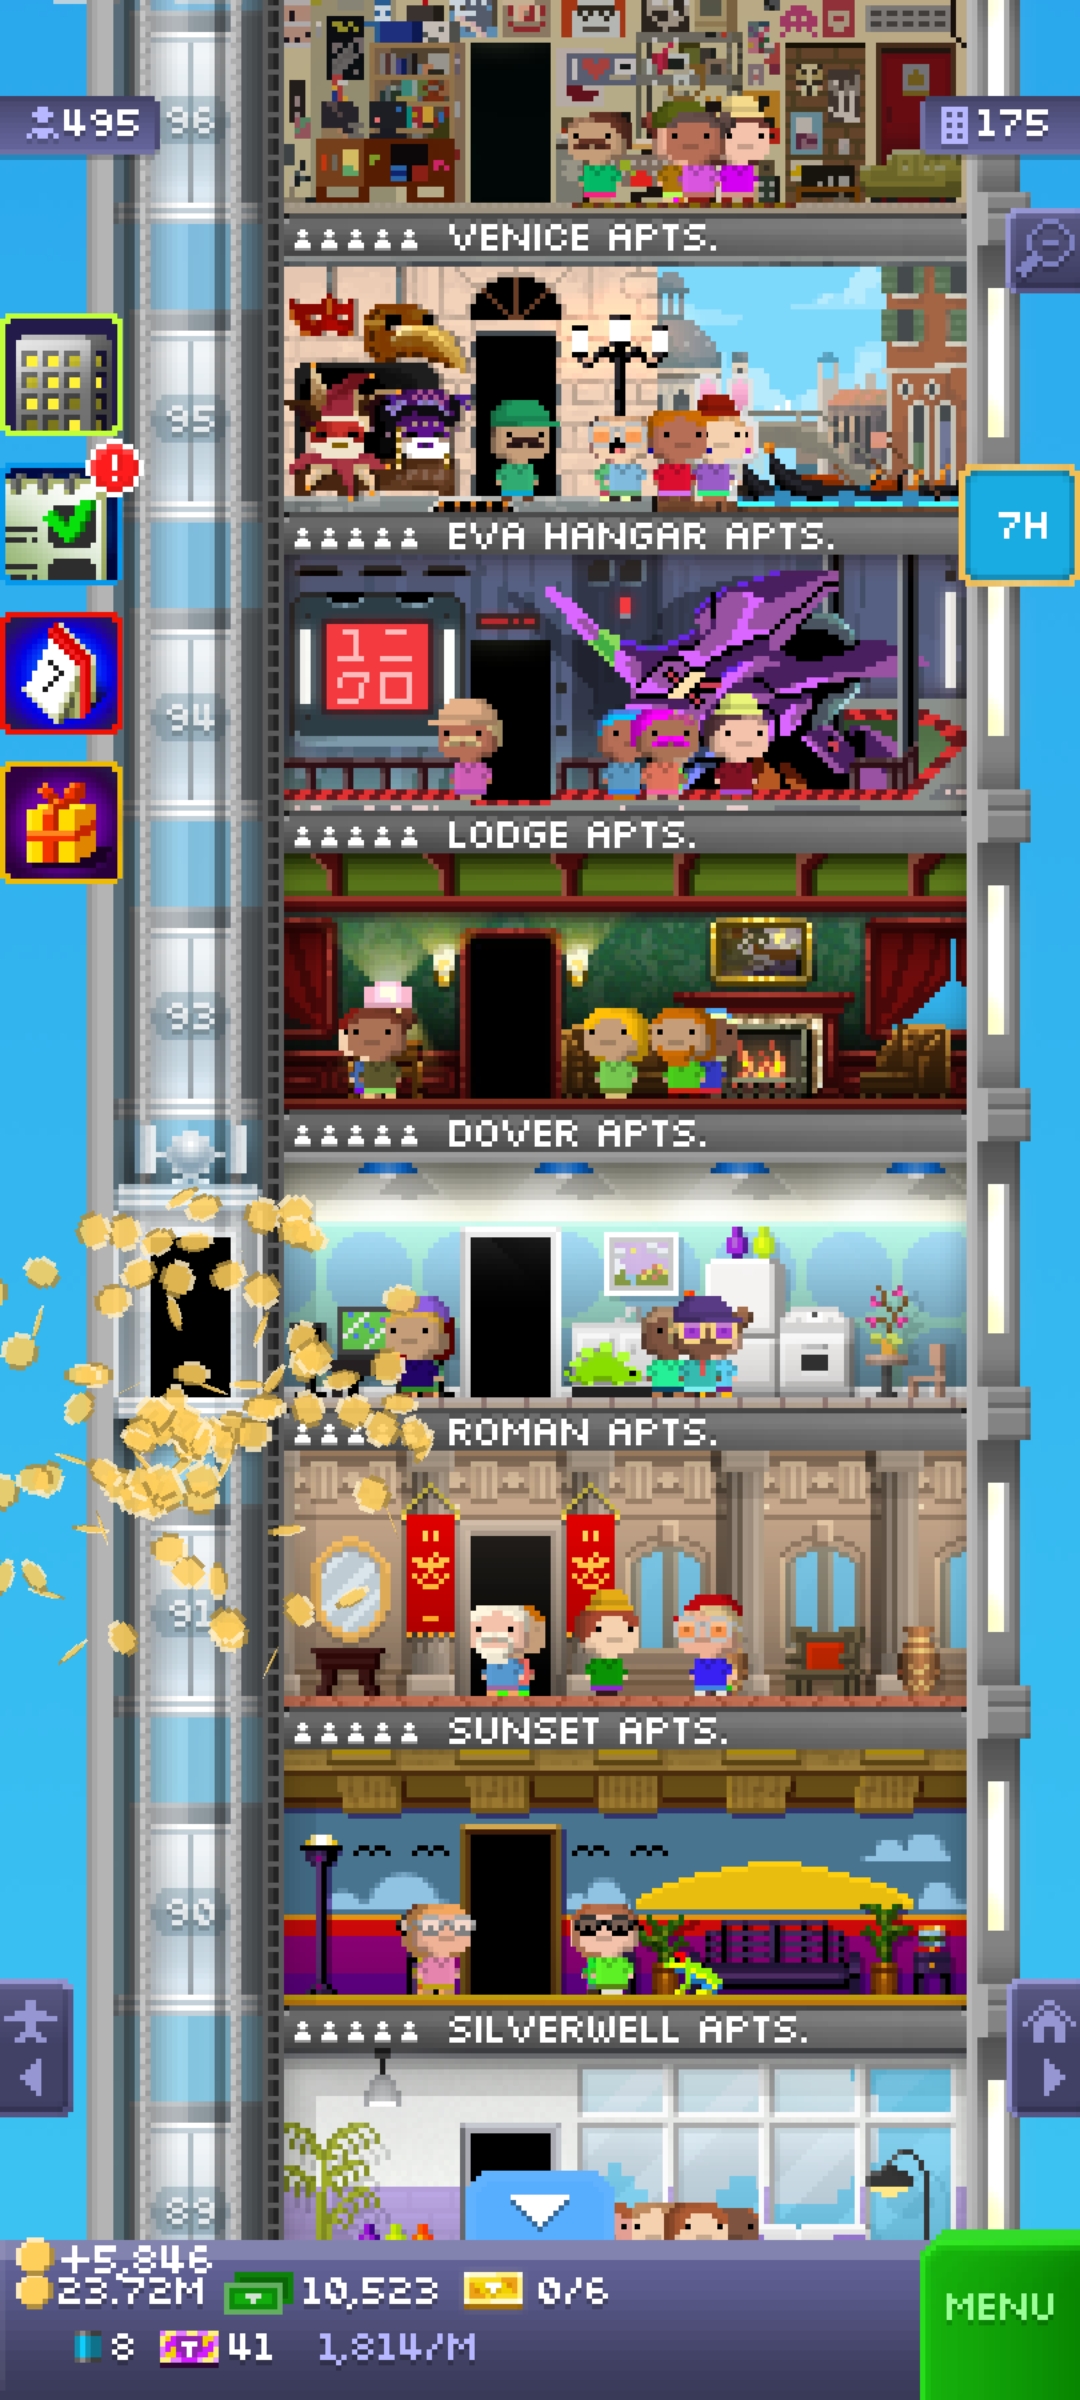 495
96
175
VENICE APTS.
95
EVA HANGAR APTS.
7H
94
LODGE APTS.
93
DOVER APTS.
ROMAN APTS.
91
SUNSET APTS.
90
SILVERWELL APTS.
89
+5,846
23.72M
10,523
0/6
MENU
8
T
41
1,814/M